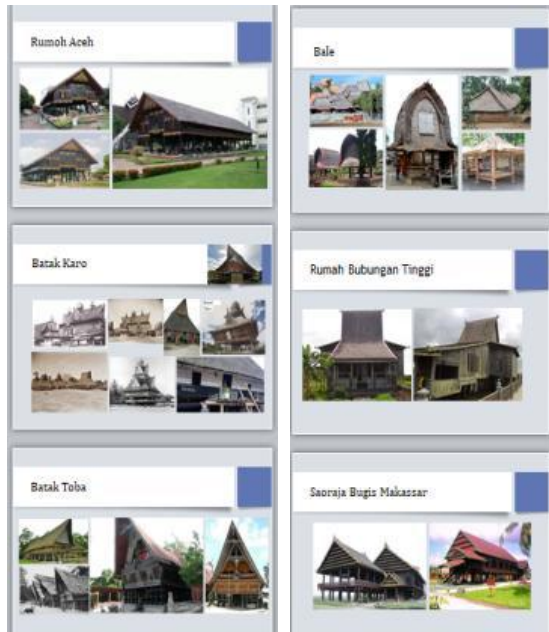 Rumoh Aceh
Batak Karo
Batak Toba
Bale
Rumah Bubungan Tinggi
Saoraja Bugis Makassar